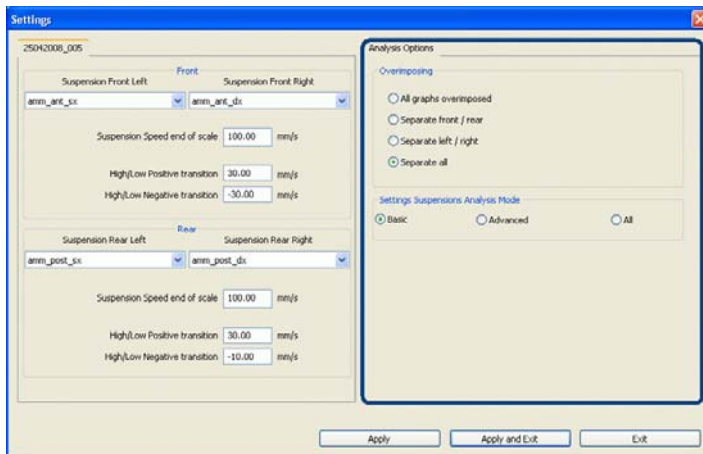 Settings
25042008_005
Front
Suspension Front Left Suspension Front Right
amm_ant_sx amm_ant_dx
Suspension Speed end of scale 100.00 mm/s
High/Low Positive transition 30.00 mm/s
High/Low Negative transition -30.00 mm/s
Rear
Suspension Rear Left Suspension Rear Right
amm_post_sx amm_post_dx
Suspension Speed end of scale 100.00 mm/s
High/Low Positive transition 30.00 mm/s
High/Low Negative transition -10.00 mm/s
Analysis Options
Overimposing
All graphs overimposed
Separate front / rear
Separate left / right
Separate all
Settings Suspensions Analysis Mode
Basic Advanced All
Apply Apply and Exit Exit